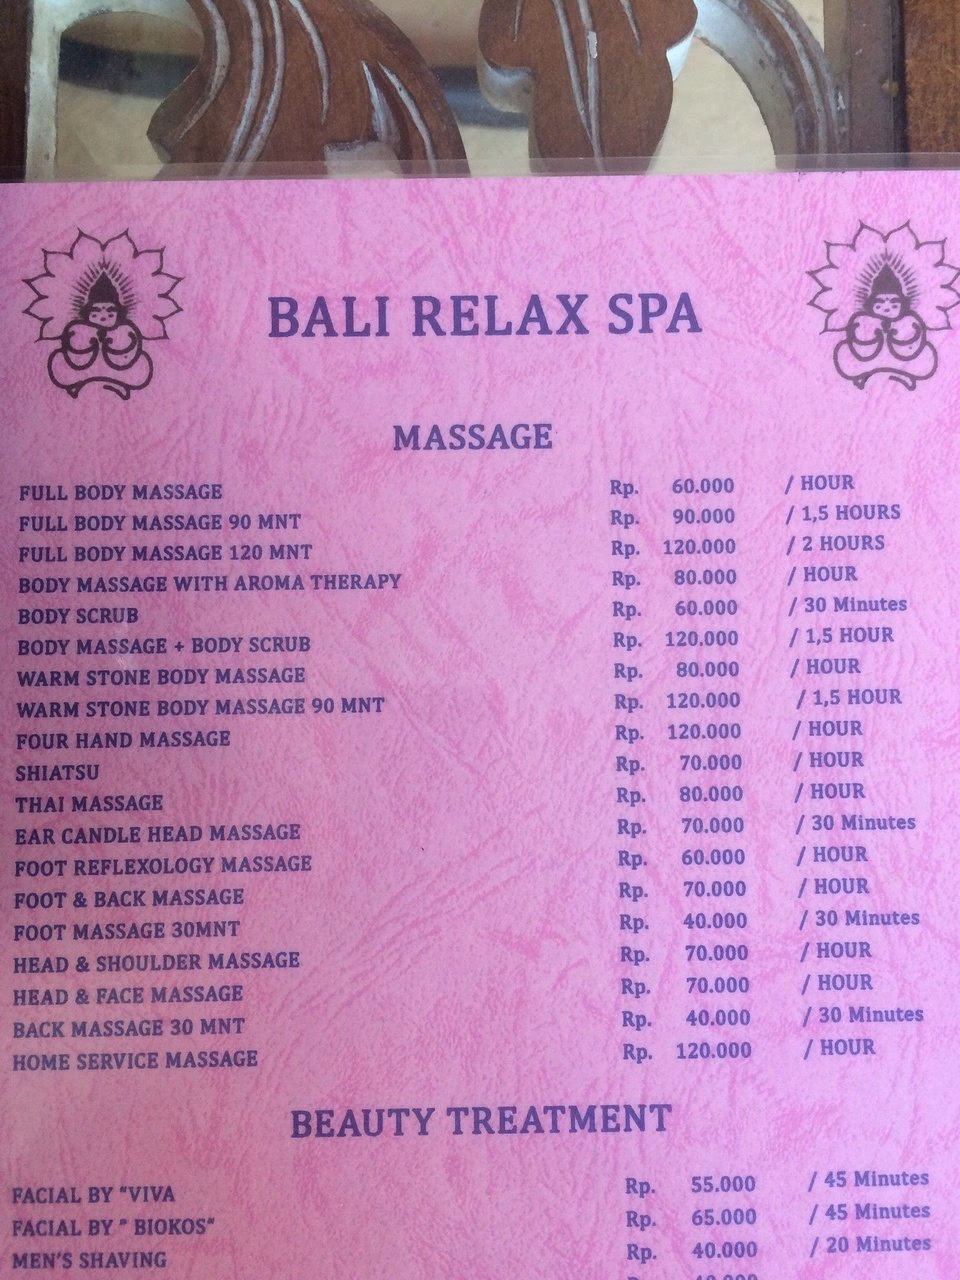 BALI RELAX SPA
MASSAGE
FULL BODY MASSAGE Rp. 60.000 / HOUR
FULL BODY MASSAGE 90 MNT Rp. 90.000 / 1,5 HOURS
FULL BODY MASSAGE 120 MNT Rp. 120.000 / 2 HOURS
BODY MASSAGE WITH AROMA THERAPY Rp. 80.000 / HOUR
BODY SCRUB Rp. 60.000 / 30 Minutes
BODY MASSAGE + BODY SCRUB Rp. 120.000 / 1,5 HOUR
WARM STONE BODY MASSAGE Rp. 80.000 / HOUR
WARM STONE BODY MASSAGE 90 MNT Rp. 120.000 / 1,5 HOUR
FOUR HAND MASSAGE Rp. 120.000 / HOUR
SHIATSU Rp. 70.000 / HOUR
THAI MASSAGE Rp. 80.000 / HOUR
EAR CANDLE HEAD MASSAGE Rp. 70.000 / 30 Minutes
FOOT REFLEXOLOGY MASSAGE Rp. 60.000 / HOUR
FOOT & BACK MASSAGE Rp. 70.000 / HOUR
FOOT MASSAGE 30MNT Rp. 40.000 / 30 Minutes
HEAD & SHOULDER MASSAGE Rp. 70.000 / HOUR
HEAD & FACE MASSAGE Rp. 70.000 / HOUR
BACK MASSAGE 30 MNT Rp. 40.000 / 30 Minutes
HOME SERVICE MASSAGE Rp. 120.000 / HOUR
BEAUTY TREATMENT
FACIAL BY "VIVA Rp. 55.000 / 45 Minutes
FACIAL BY " BIOKOS" Rp. 65.000 / 45 Minutes
MEN'S SHAVING Rp. 40.000 / 20 Minutes